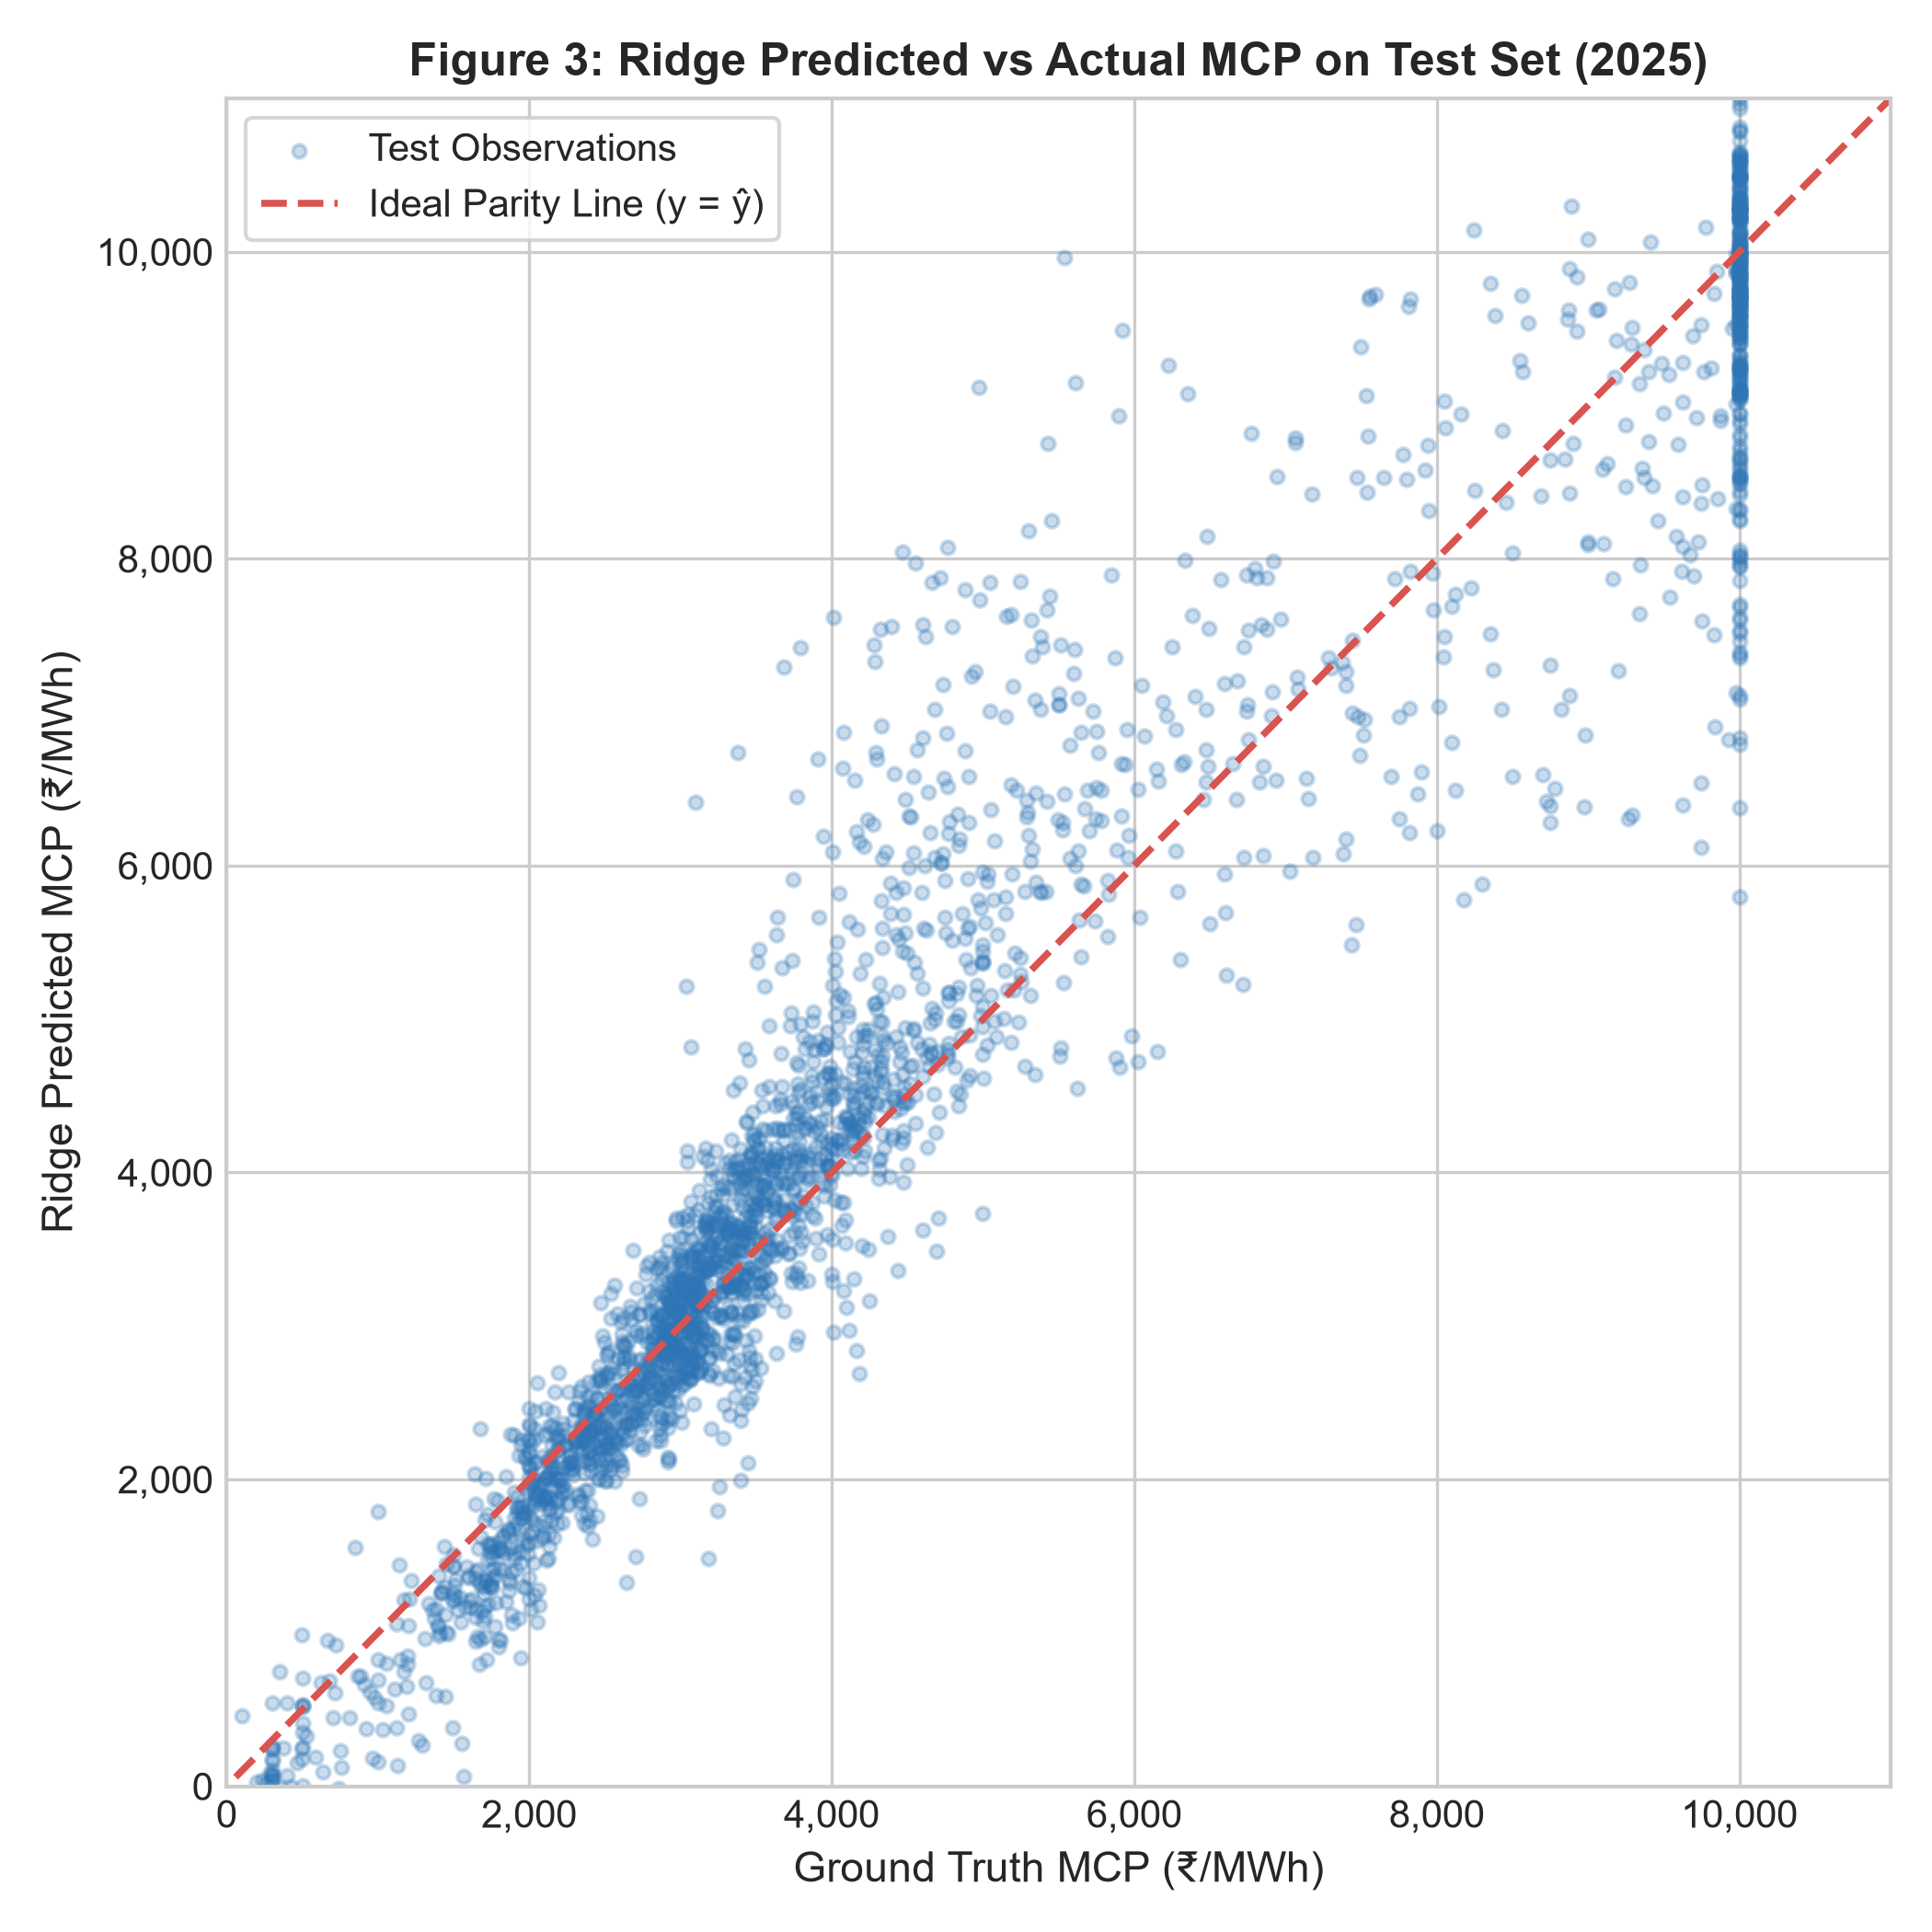 Figure 3: Ridge Predicted vs Actual MCP on Test Set (2025)
Test Observations
Ideal Parity Line (y = ŷ)
10,000
8,000
6,000
4,000
2,000
0
Ridge Predicted MCP (₹/MWh)
0 2,000 4,000 6,000 8,000 10,000
Ground Truth MCP (₹/MWh)